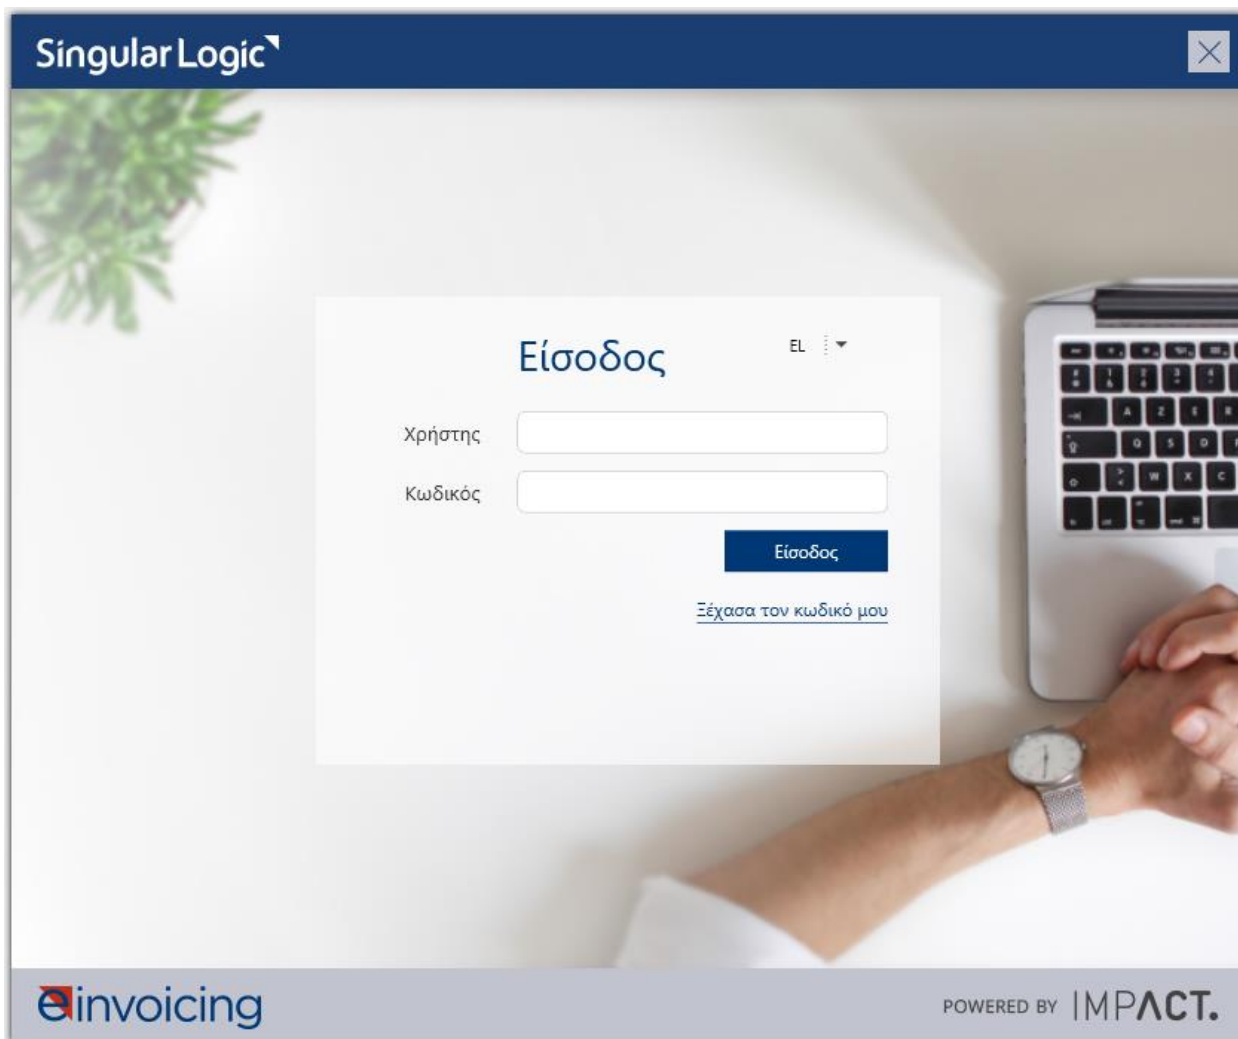 SingularLogic
Είσοδος
EL
Χρήστης
Κωδικός
Είσοδος
Ξέχασα τον κωδικό μου
einvoicing
POWERED BY IMPACT.